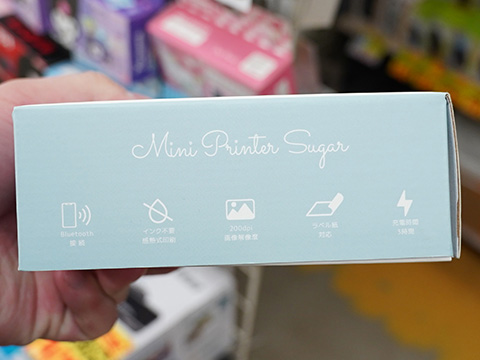 Mini Printer Sugar
Bluetooth
接続
インク不要
感熱式印刷
200dpi
画像解像度
ラベル紙
対応
充電時間
1時間